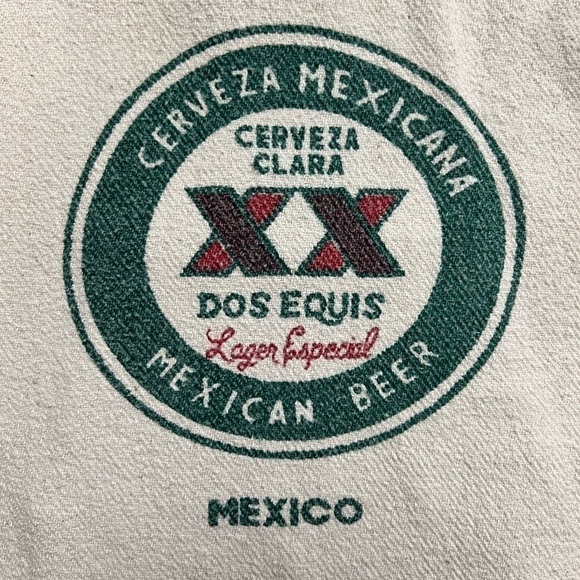 CERVEZA MEXICANA
CERVEZA
CLARA
XX
DOS EQUIS
Lager Especial
MEXICAN BEER
MEXICO